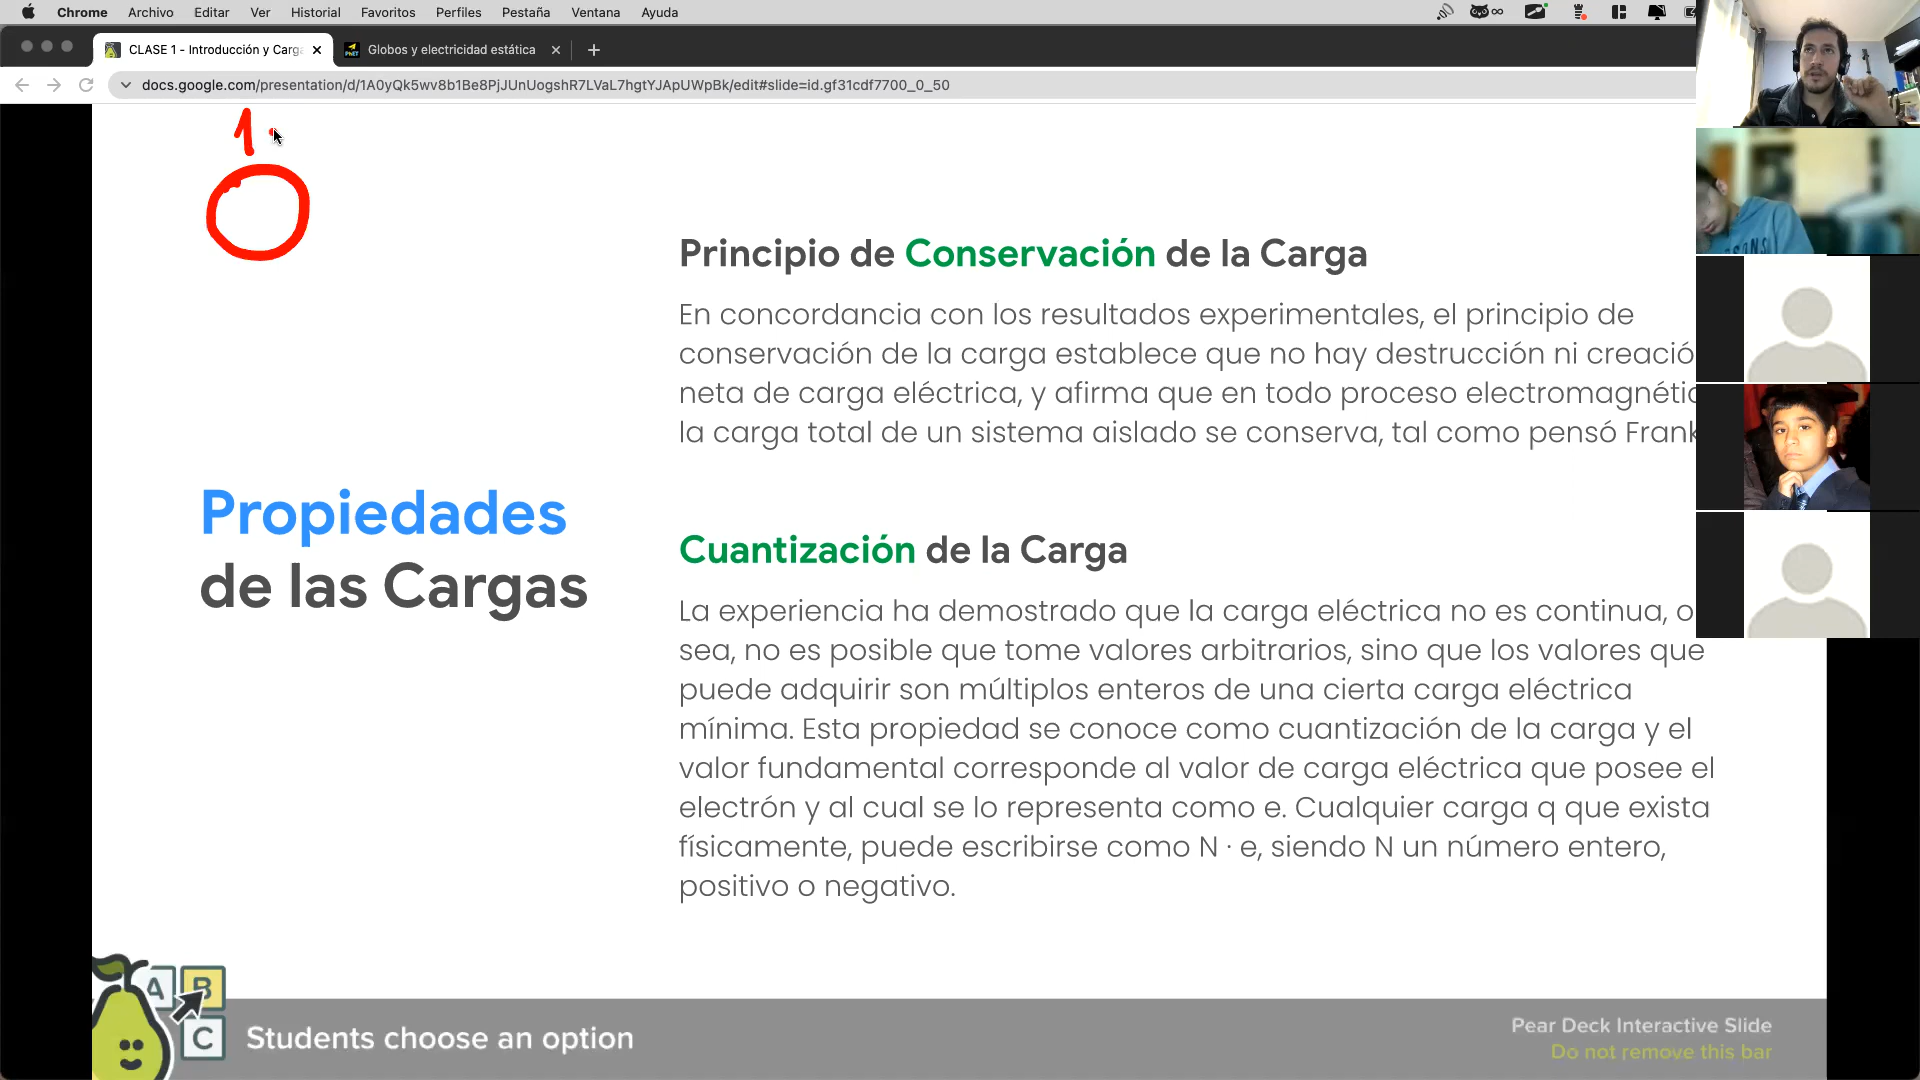 Chrome Archivo Editar Ver Historial Favoritos Perfiles Pestaña Ventana Ayuda
CLASE 1 - Introducción y Carga
Globos y electricidad estática
docs.google.com/presentation/d/1A0yQk5wv8b1Be8PjJUnUogshR7LVaL7hgtYJApUWpBk/edit#slide=id.gf31cdf7700_0_50
1.
Propiedades
de las Cargas
Principio de Conservación de la Carga
En concordancia con los resultados experimentales, el principio de
conservación de la carga establece que no hay destrucción ni creació
neta de carga eléctrica, y afirma que en todo proceso electromagnétic
la carga total de un sistema aislado se conserva, tal como pensó Frank
Cuantización de la Carga
La experiencia ha demostrado que la carga eléctrica no es continua, o
sea, no es posible que tome valores arbitrarios, sino que los valores que
puede adquirir son múltiplos enteros de una cierta carga eléctrica
mínima. Esta propiedad se conoce como cuantización de la carga y el
valor fundamental corresponde al valor de carga eléctrica que posee el
electrón y al cual se lo representa como e. Cualquier carga q que exista
físicamente, puede escribirse como N · e, siendo N un número entero,
positivo o negativo.
A B
C
Students choose an option
Pear Deck Interactive Slide
Do not remove this bar